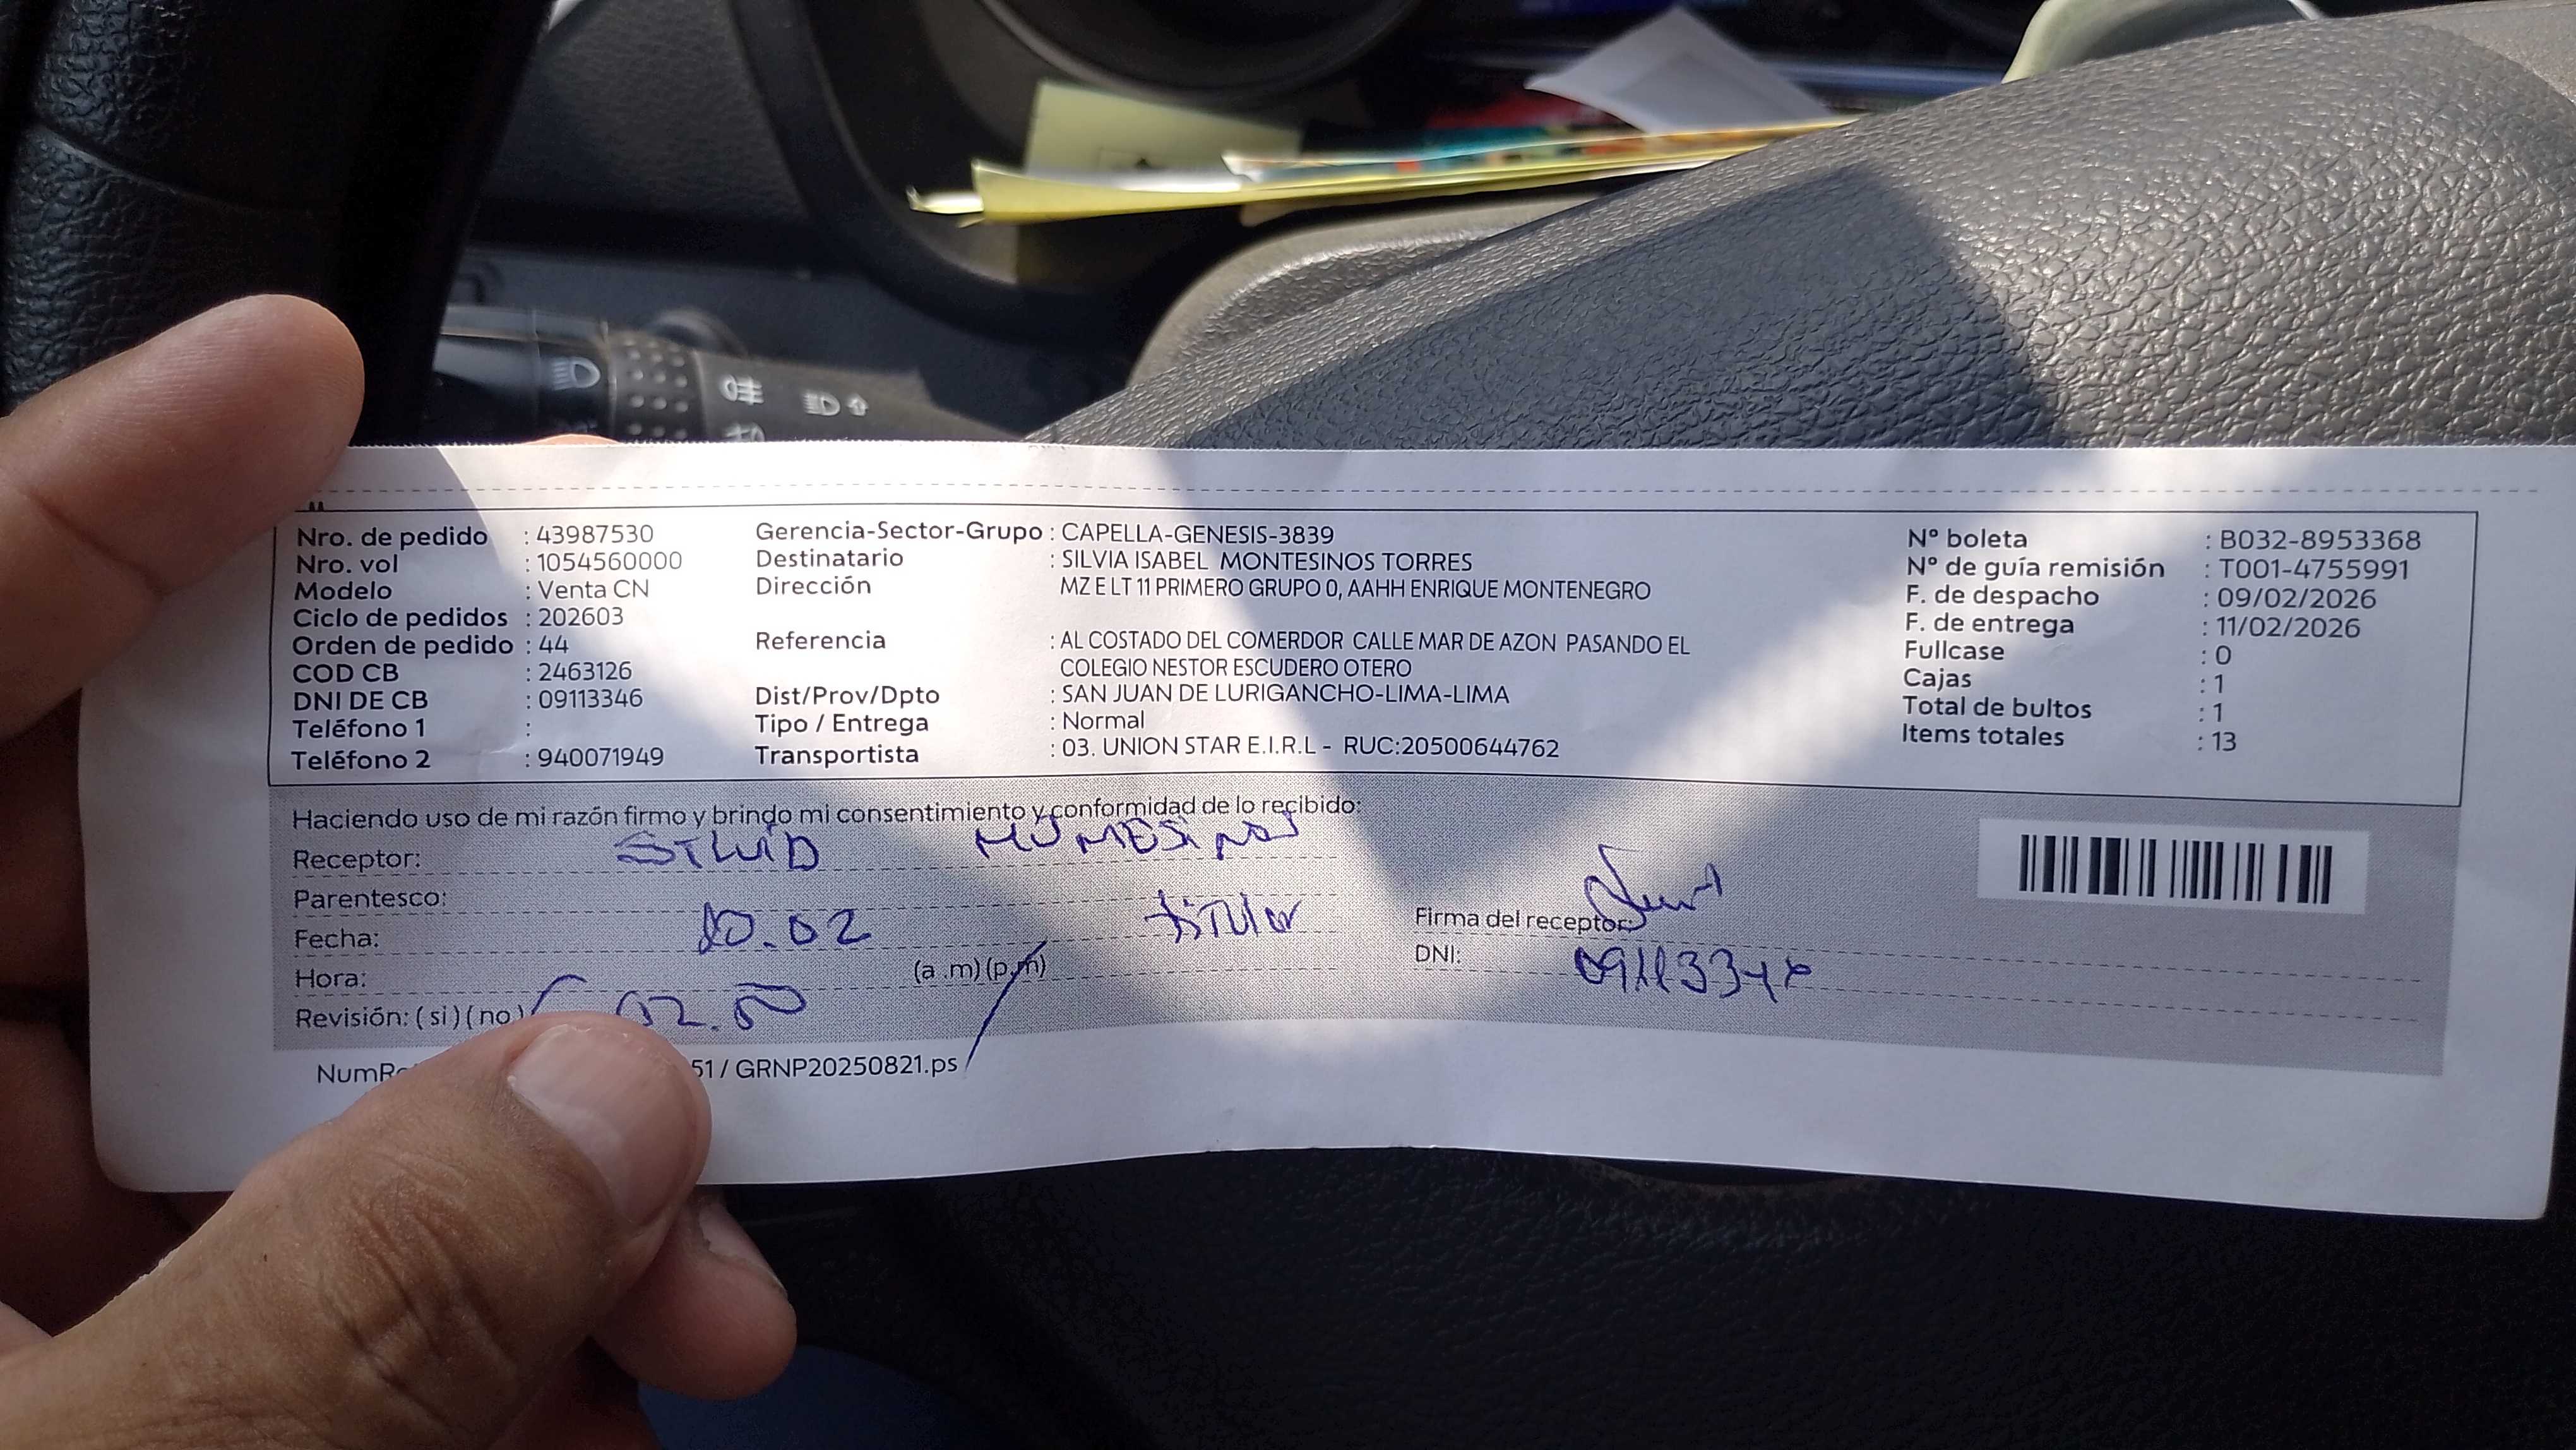 Nro. de pedido : 43987530
Nro. vol : 1054560000
Modelo : Venta CN
Ciclo de pedidos : 202603
Orden de pedido : 44
COD CB : 2463126
DNI DE CB : 09113346
Teléfono 1 :
Teléfono 2 : 940071949
Gerencia-Sector-Grupo : CAPELLA-GENESIS-3839
Destinatario : SILVIA ISABEL MONTESINOS TORRES
Dirección MZ E LT 11 PRIMERO GRUPO 0, AAHH ENRIQUE MONTENEGRO
Referencia : AL COSTADO DEL COMERDOR CALLE MAR DE AZON PASANDO EL
COLEGIO NESTOR ESCUDERO OTERO
Dist/Prov/Dpto : SAN JUAN DE LURIGANCHO-LIMA-LIMA
Tipo / Entrega : Normal
Transportista : 03. UNION STAR E.I.R.L - RUC:20500644762
N° boleta : B032-8953368
N° de guía remisión : T001-4755991
F. de despacho : 09/02/2026
F. de entrega : 11/02/2026
Fullcase : 0
Cajas : 1
Total de bultos : 1
Items totales : 13
Haciendo uso de mi razón firmo y brindo mi consentimiento y conformidad de lo recibido:
Receptor:
Parentesco: titular
Fecha: 10.02
Hora: (a .m) (p.m)
Revisión: ( si ) ( no ) 02.50
Firma del receptor:
DNI:
51 / GRNP20250821.ps